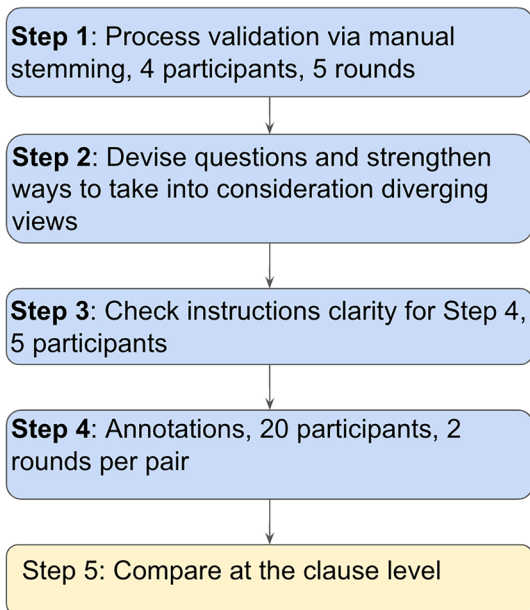 Step 1: Process validation via manual
stemming, 4 participants, 5 rounds
Step 2: Devise questions and strengthen
ways to take into consideration diverging
views
Step 3: Check instructions clarity for Step 4,
5 participants
Step 4: Annotations, 20 participants, 2
rounds per pair
Step 5: Compare at the clause level